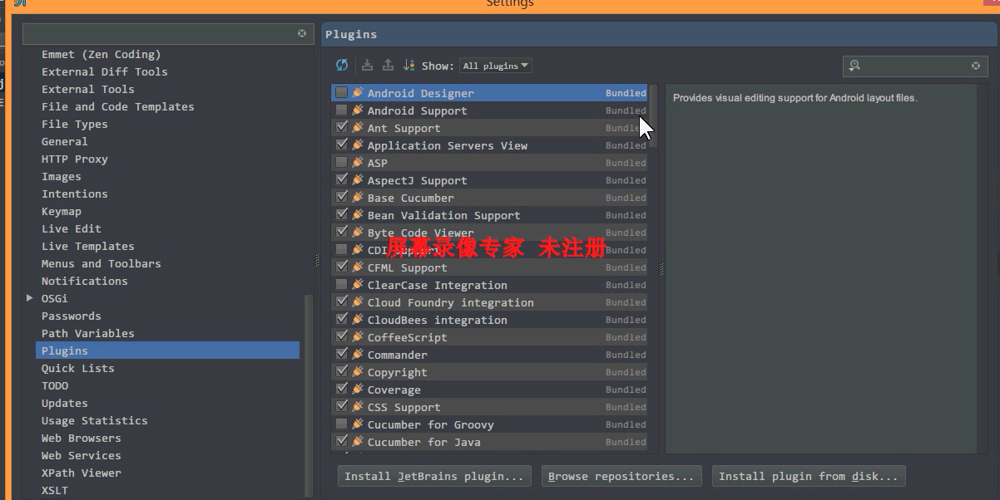 Settings
Plugins
Show: All plugins
Emmet (Zen Coding)
External Diff Tools
External Tools
File and Code Templates
File Types
General
HTTP Proxy
Images
Intentions
Keymap
Live Edit
Live Templates
Menus and Toolbars
Notifications
OSGi
Passwords
Path Variables
Plugins
Quick Lists
TODO
Updates
Usage Statistics
Web Browsers
Web Services
XPath Viewer
XSLT
Android Designer Bundled
Android Support Bundled
Ant Support Bundled
Application Servers View Bundled
ASP Bundled
AspectJ Support Bundled
Base Cucumber Bundled
Bean Validation Support Bundled
Byte Code Viewer Bundled
CDI Support Bundled
屏幕录像专家 未注册
CFML Support Bundled
ClearCase Integration Bundled
Cloud Foundry integration Bundled
CloudBees integration Bundled
CoffeeScript Bundled
Commander Bundled
Copyright Bundled
Coverage Bundled
CSS Support Bundled
Cucumber for Groovy Bundled
Cucumber for Java Bundled
Provides visual editing support for Android layout files.
Install JetBrains plugin...
Browse repositories...
Install plugin from disk...